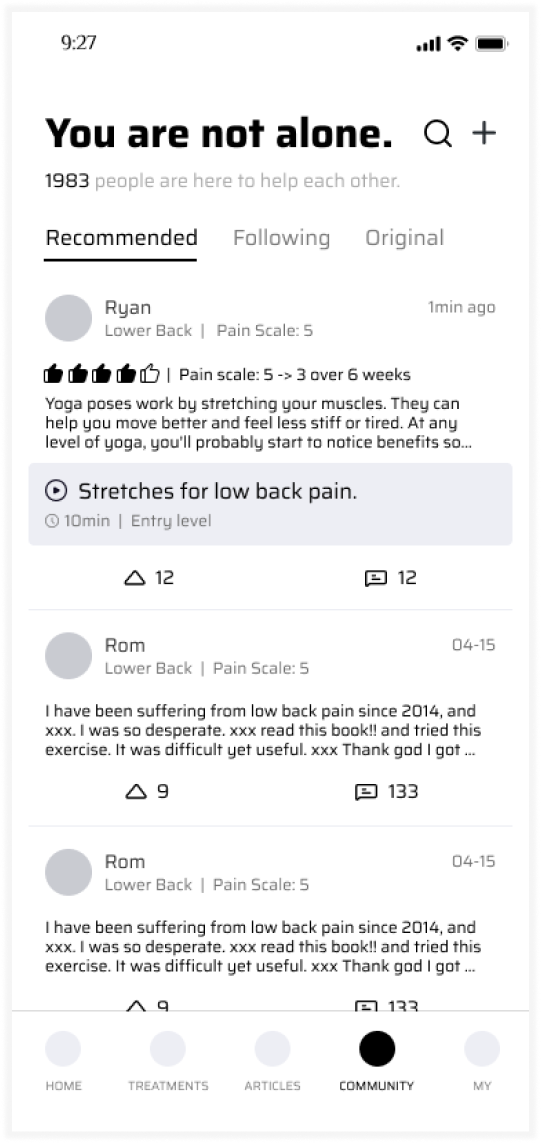 9:27
You are not alone.
1983 people are here to help each other.
Recommended Following Original
Ryan 1min ago
Lower Back | Pain Scale: 5
| Pain scale: 5 -> 3 over 6 weeks
Yoga poses work by stretching your muscles. They can
help you move better and feel less stiff or tired. At any
level of yoga, you'll probably start to notice benefits so...
Stretches for low back pain.
10min | Entry level
12 12
Rom 04-15
Lower Back | Pain Scale: 5
I have been suffering from low back pain since 2014, and
xxx. I was so desperate. xxx read this book!! and tried this
exercise. It was difficult yet useful. xxx Thank god I got ...
9 133
Rom 04-15
Lower Back | Pain Scale: 5
I have been suffering from low back pain since 2014, and
xxx. I was so desperate. xxx read this book!! and tried this
exercise. It was difficult yet useful. xxx Thank god I got ...
9 133
HOME TREATMENTS ARTICLES COMMUNITY MY